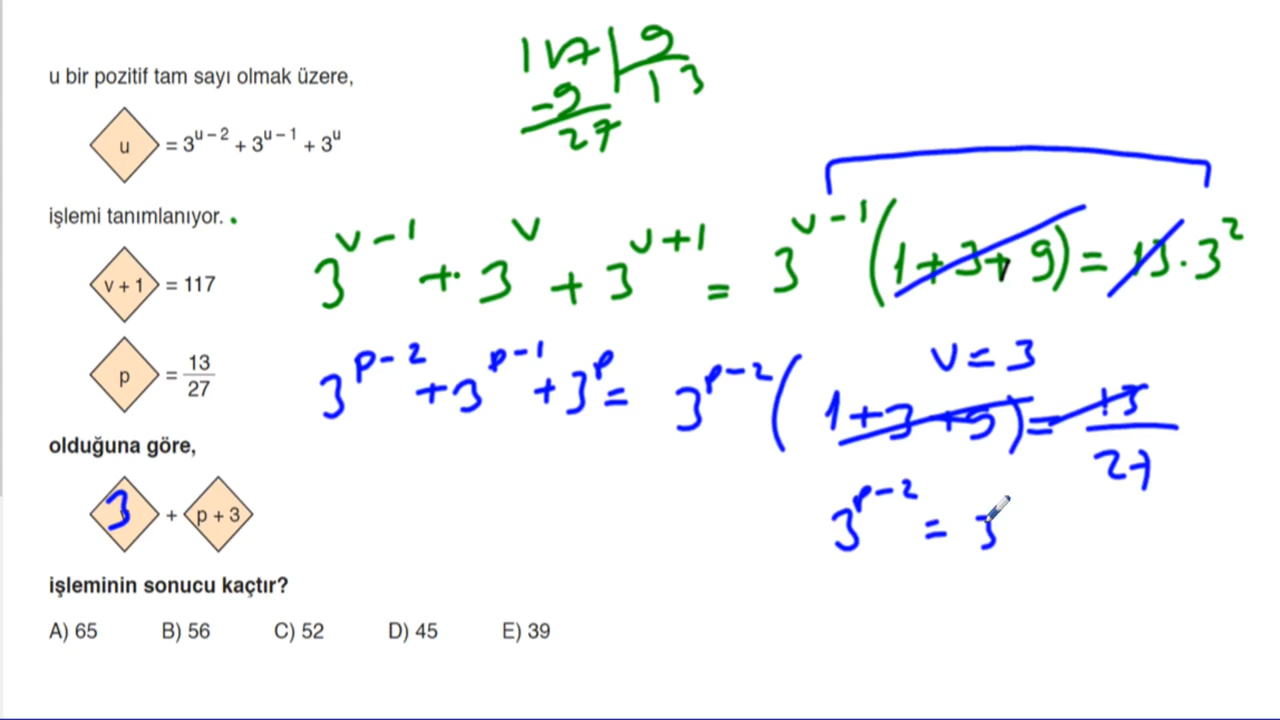 u bir pozitif tam sayı olmak üzere,
117 | 9
-9 13
27
u = 3^{u – 2} + 3^{u – 1} + 3^u
işlemi tanımlanıyor.
3^{v-1} + 3^v + 3^{v+1} = 3^{v-1}(1+3+9) = 13.3^2
v + 1 = 117
v = 3
p = 13/27
3^{p-2} + 3^{p-1} + 3^p = 3^{p-2}(1+3+9) = 13/27
olduğuna göre,
3 + p + 3
3^{p-2} = 3
işleminin sonucu kaçtır?
A) 65 B) 56 C) 52 D) 45 E) 39